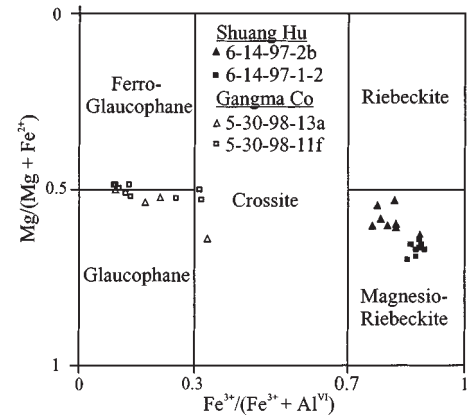 0
Mg/(Mg + Fe²⁺)
0.5
1
Ferro-
Glaucophane
Shuang Hu
▲ 6-14-97-2b
■ 6-14-97-1-2
Gangma Co
△ 5-30-98-13a
□ 5-30-98-11f
Riebeckite
Crossite
Glaucophane
Magnesio-
Riebeckite
0
0.3
0.7
1
Fe³⁺/(Fe³⁺ + Alⱽᴵ)